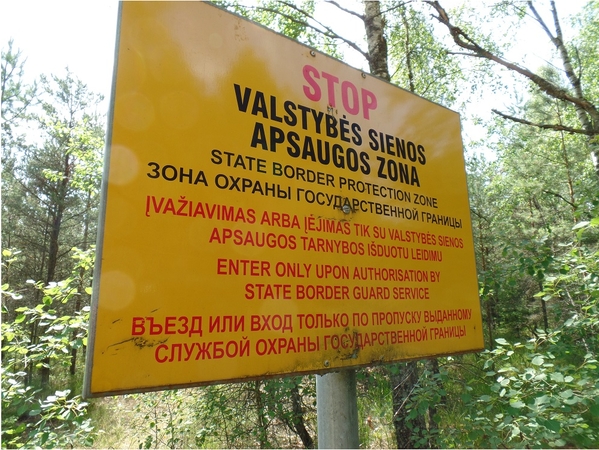 STOP
VALSTYBĖS SIENOS
APSAUGOS ZONA
STATE BORDER PROTECTION ZONE
ЗОНА ОХРАНЫ ГОСУДАРСТВЕННОЙ ГРАНИЦЫ
ĮVAŽIAVIMAS ARBA ĮĖJIMAS TIK SU VALSTYBĖS SIENOS
APSAUGOS TARNYBOS IŠDUOTU LEIDIMU
ENTER ONLY UPON AUTHORISATION BY
STATE BORDER GUARD SERVICE
ВЪЕЗД ИЛИ ВХОД ТОЛЬКО ПО ПРОПУСКУ ВЫДАННОМУ
СЛУЖБОЙ ОХРАНЫ ГОСУДАРСТВЕННОЙ ГРАНИЦЫ